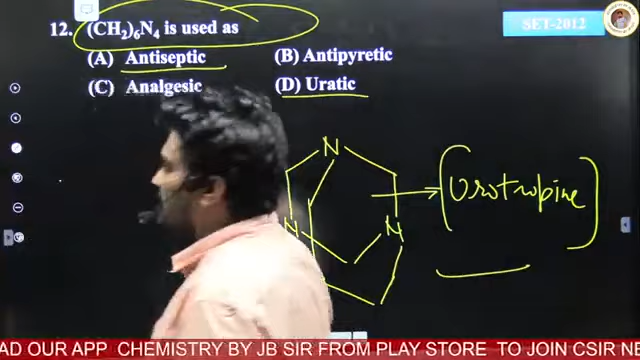 SET-2012
12. (CH₂)₆N₄ is used as
(A) Antiseptic (B) Antipyretic
(C) Analgesic (D) Uratic
N
N N
Urotropine
AD OUR APP CHEMISTRY BY JB SIR FROM PLAY STORE TO JOIN CSIR NE